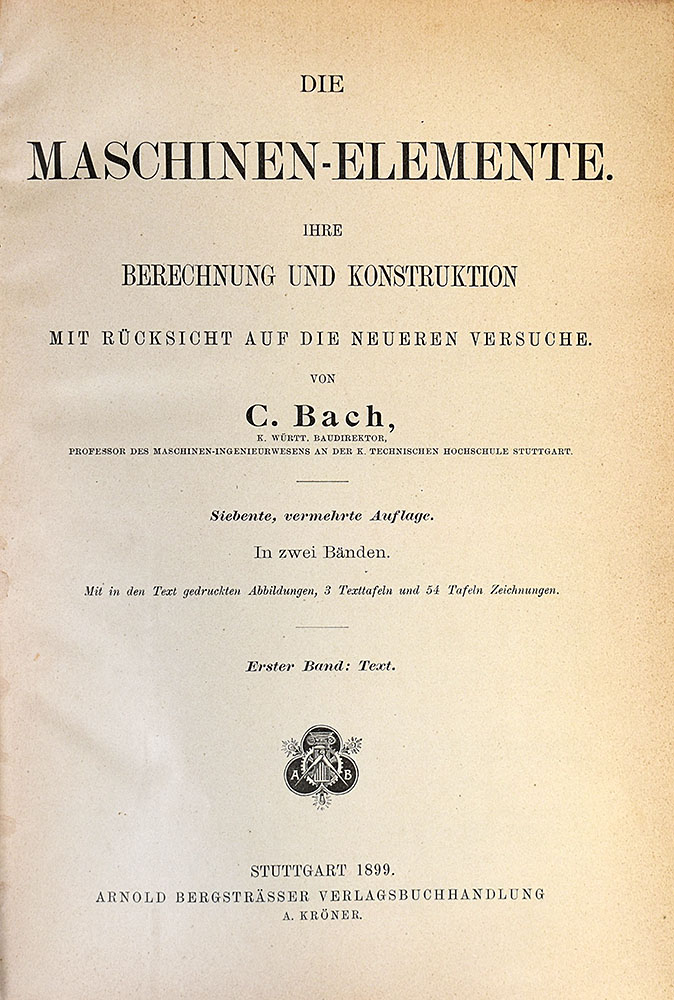 DIE
MASCHINEN-ELEMENTE.
IHRE
BERECHNUNG UND KONSTRUKTION
MIT RÜCKSICHT AUF DIE NEUEREN VERSUCHE.
VON
C. Bach,
K. WÜRTT. BAUDIREKTOR,
PROFESSOR DES MASCHINEN-INGENIEURWESENS AN DER K. TECHNISCHEN HOCHSCHULE STUTTGART.
Siebente, vermehrte Auflage.
In zwei Bänden.
Mit in den Text gedruckten Abbildungen, 3 Texttafeln und 54 Tafeln Zeichnungen.
Erster Band: Text.
A B
STUTTGART 1899.
ARNOLD BERGSTRÄSSER VERLAGSBUCHHANDLUNG
A. KRÖNER.